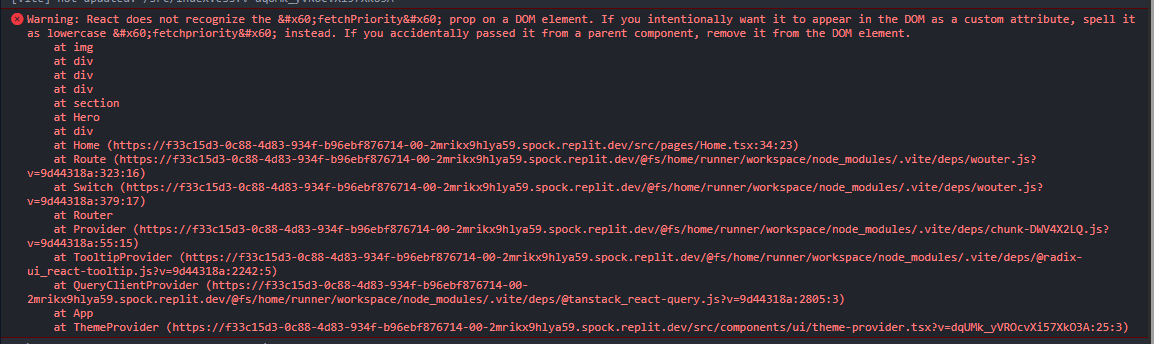 Warning: React does not recognize the &#x60;fetchPriority&#x60; prop on a DOM element. If you intentionally want it to appear in the DOM as a custom attribute, spell it
as lowercase &#x60;fetchpriority&#x60; instead. If you accidentally passed it from a parent component, remove it from the DOM element.
at img
at div
at div
at div
at section
at Hero
at div
at Home (https://f33c15d3-0c88-4d83-934f-b96ebf876714-00-2mrikx9hlya59.spock.replit.dev/src/pages/Home.tsx:34:23)
at Route (https://f33c15d3-0c88-4d83-934f-b96ebf876714-00-2mrikx9hlya59.spock.replit.dev/@fs/home/runner/workspace/node_modules/.vite/deps/wouter.js?
v=9d44318a:323:16)
at Switch (https://f33c15d3-0c88-4d83-934f-b96ebf876714-00-2mrikx9hlya59.spock.replit.dev/@fs/home/runner/workspace/node_modules/.vite/deps/wouter.js?
v=9d44318a:379:17)
at Router
at Provider (https://f33c15d3-0c88-4d83-934f-b96ebf876714-00-2mrikx9hlya59.spock.replit.dev/@fs/home/runner/workspace/node_modules/.vite/deps/chunk-DWV4X2LQ.js?
v=9d44318a:55:15)
at TooltipProvider (https://f33c15d3-0c88-4d83-934f-b96ebf876714-00-2mrikx9hlya59.spock.replit.dev/@fs/home/runner/workspace/node_modules/.vite/deps/@radix-
ui_react-tooltip.js?v=9d44318a:2242:5)
at QueryClientProvider (https://f33c15d3-0c88-4d83-934f-b96ebf876714-00-
2mrikx9hlya59.spock.replit.dev/@fs/home/runner/workspace/node_modules/.vite/deps/@tanstack_react-query.js?v=9d44318a:2805:3)
at App
at ThemeProvider (https://f33c15d3-0c88-4d83-934f-b96ebf876714-00-2mrikx9hlya59.spock.replit.dev/src/components/ui/theme-provider.tsx?v=dqUMk_yVROcvXi57XkO3A:25:3)